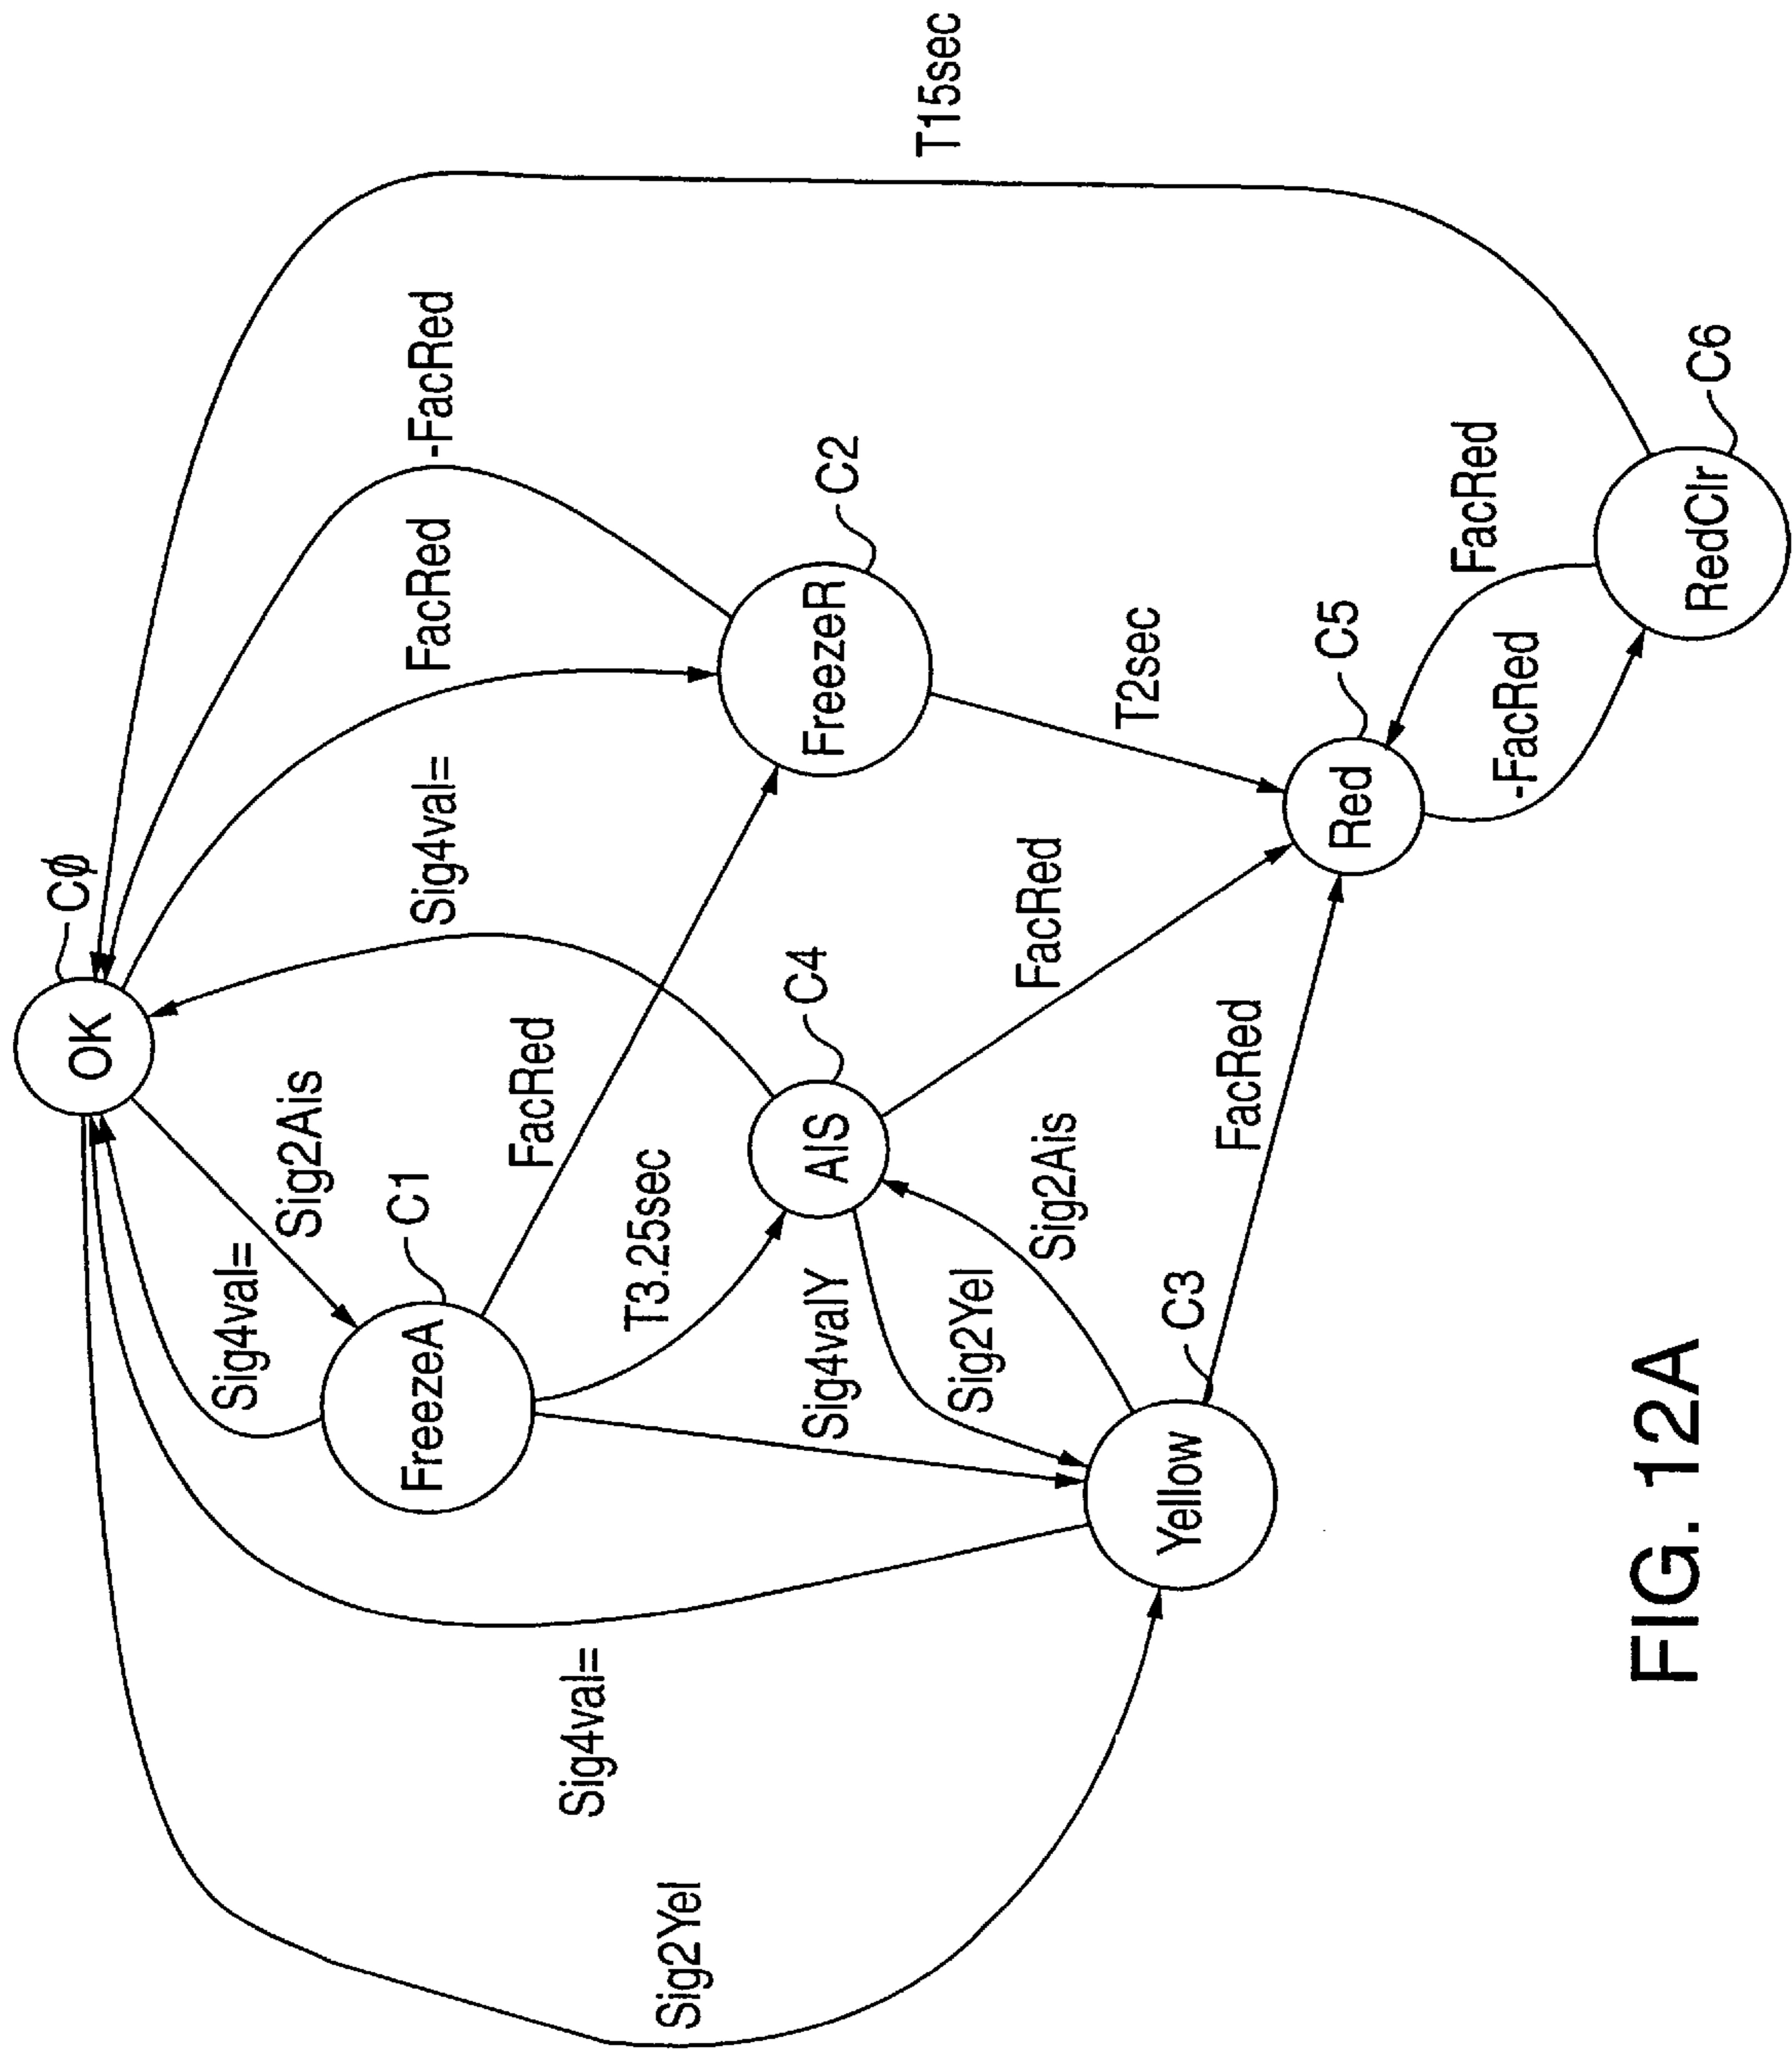 OK
CØ
T15sec
-FacRed
FacRed
Sig4val=
Sig2Ais
Sig4val=
FreezeA
C1
FacRed
FreezeR
C2
T3.25sec
AIS
C4
Sig4valY
Sig2Yel
Sig2Ais
FacRed
T2sec
Sig4val=
Sig2Yel
Yellow
C3
FacRed
Red
C5
FacRed
-FacRed
RedClr
C6
FIG. 12A